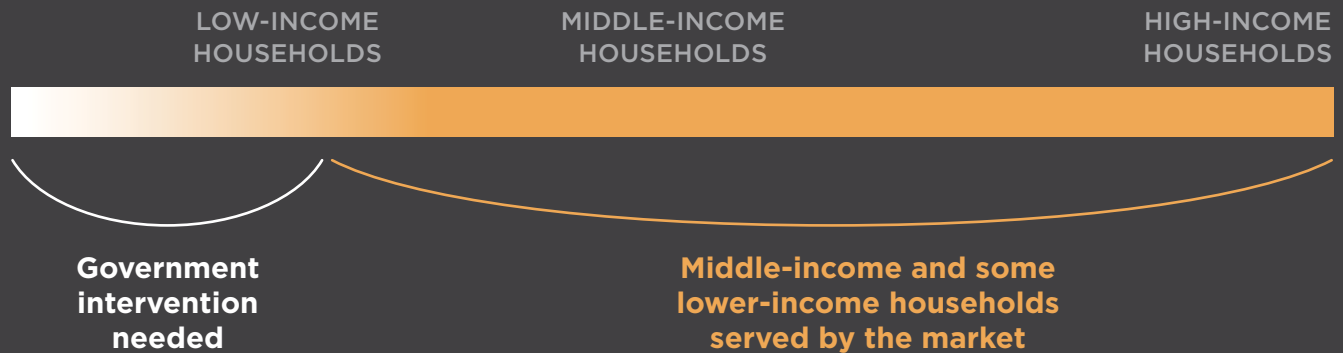 LOW-INCOME
HOUSEHOLDS
MIDDLE-INCOME
HOUSEHOLDS
HIGH-INCOME
HOUSEHOLDS
Government
intervention
needed
Middle-income and some
lower-income households
served by the market